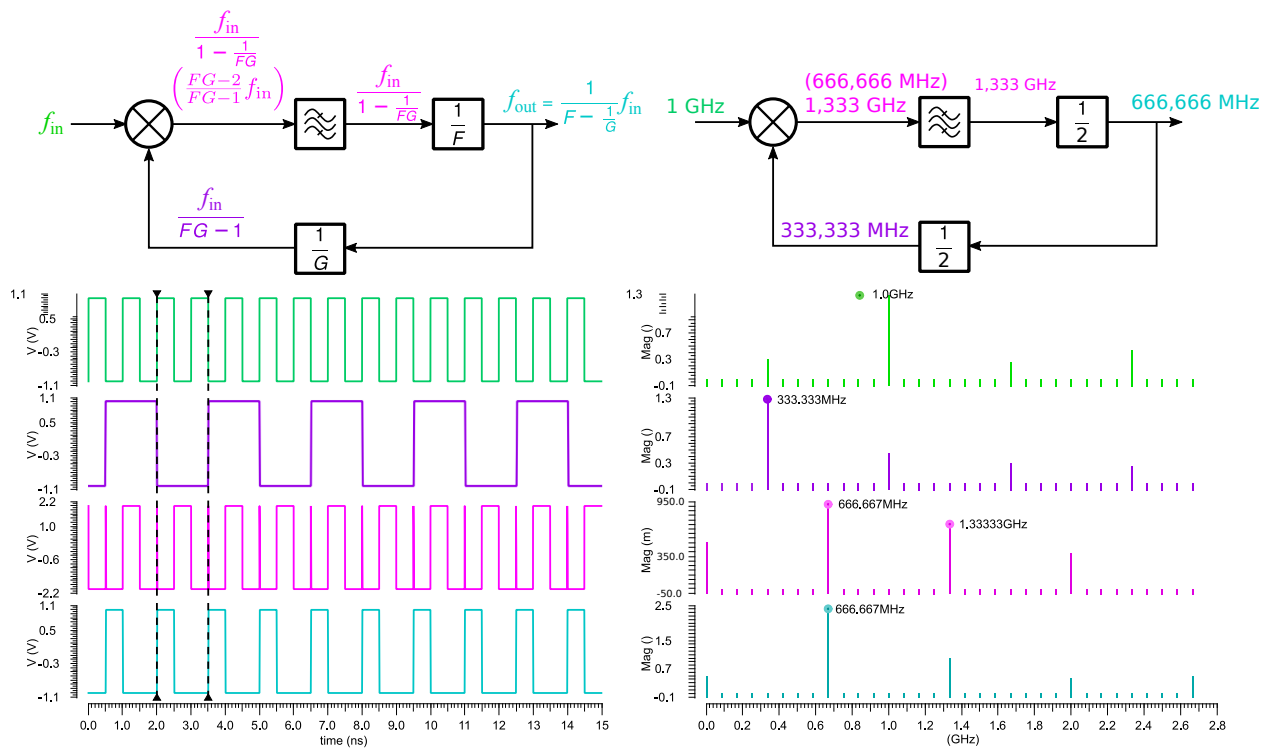 f_in
f_in / (1 − 1/FG)
((FG−2)/(FG−1) f_in)
f_in / (1 − 1/FG)
1/F
f_out = 1/(F − 1/G) f_in
f_in / (FG − 1)
1/G
1 GHz
(666,666 MHz)
1,333 GHz
1,333 GHz
1/2
666,666 MHz
333,333 MHz
1/2
1.1
0.5
-0.3
-1.1
V (V)
1.1
0.5
-0.3
-1.1
V (V)
2.2
1.0
-0.6
-2.2
V (V)
1.1
0.5
-0.3
-1.1
V (V)
0.0 1.0 2.0 3.0 4.0 5.0 6.0 7.0 8.0 9.0 10 11 12 13 14 15
time (ns)
1.3
0.7
0.3
-0.1
Mag ()
1.0GHz
1.3
0.7
0.3
-0.1
Mag ()
333.333MHz
950.0
350.0
-50.0
Mag (m)
666.667MHz
1.33333GHz
2.5
1.5
0.7
-0.1
Mag ()
666.667MHz
0.0 0.2 0.4 0.6 0.8 1.0 1.2 1.4 1.6 1.8 2.0 2.2 2.4 2.6 2.8
(GHz)